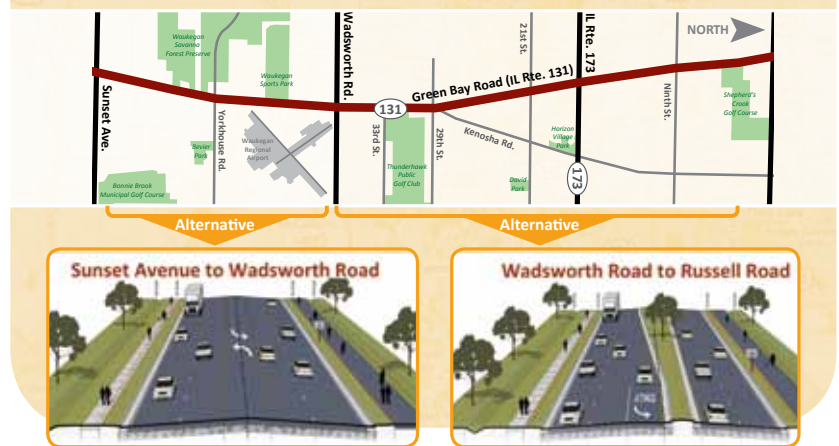 Waukegan
Savanna
Forest Preserve
Waukegan
Sports Park
Wadsworth Rd.
21st St.
IL Rte. 173
NORTH
Green Bay Road (IL Rte. 131)
131
Sunset Ave.
Yorkhouse Rd.
Bevier
Park
Waukegan
Regional
Airport
33rd St.
29th St.
Kenosha Rd.
Horizon
Village
Park
Ninth St.
Shepherd's
Crook
Golf Course
Thunderhawk
Public
Golf Club
David
Park
173
Bonnie Brook
Municipal Golf Course
Alternative
Alternative
Sunset Avenue to Wadsworth Road
Wadsworth Road to Russell Road